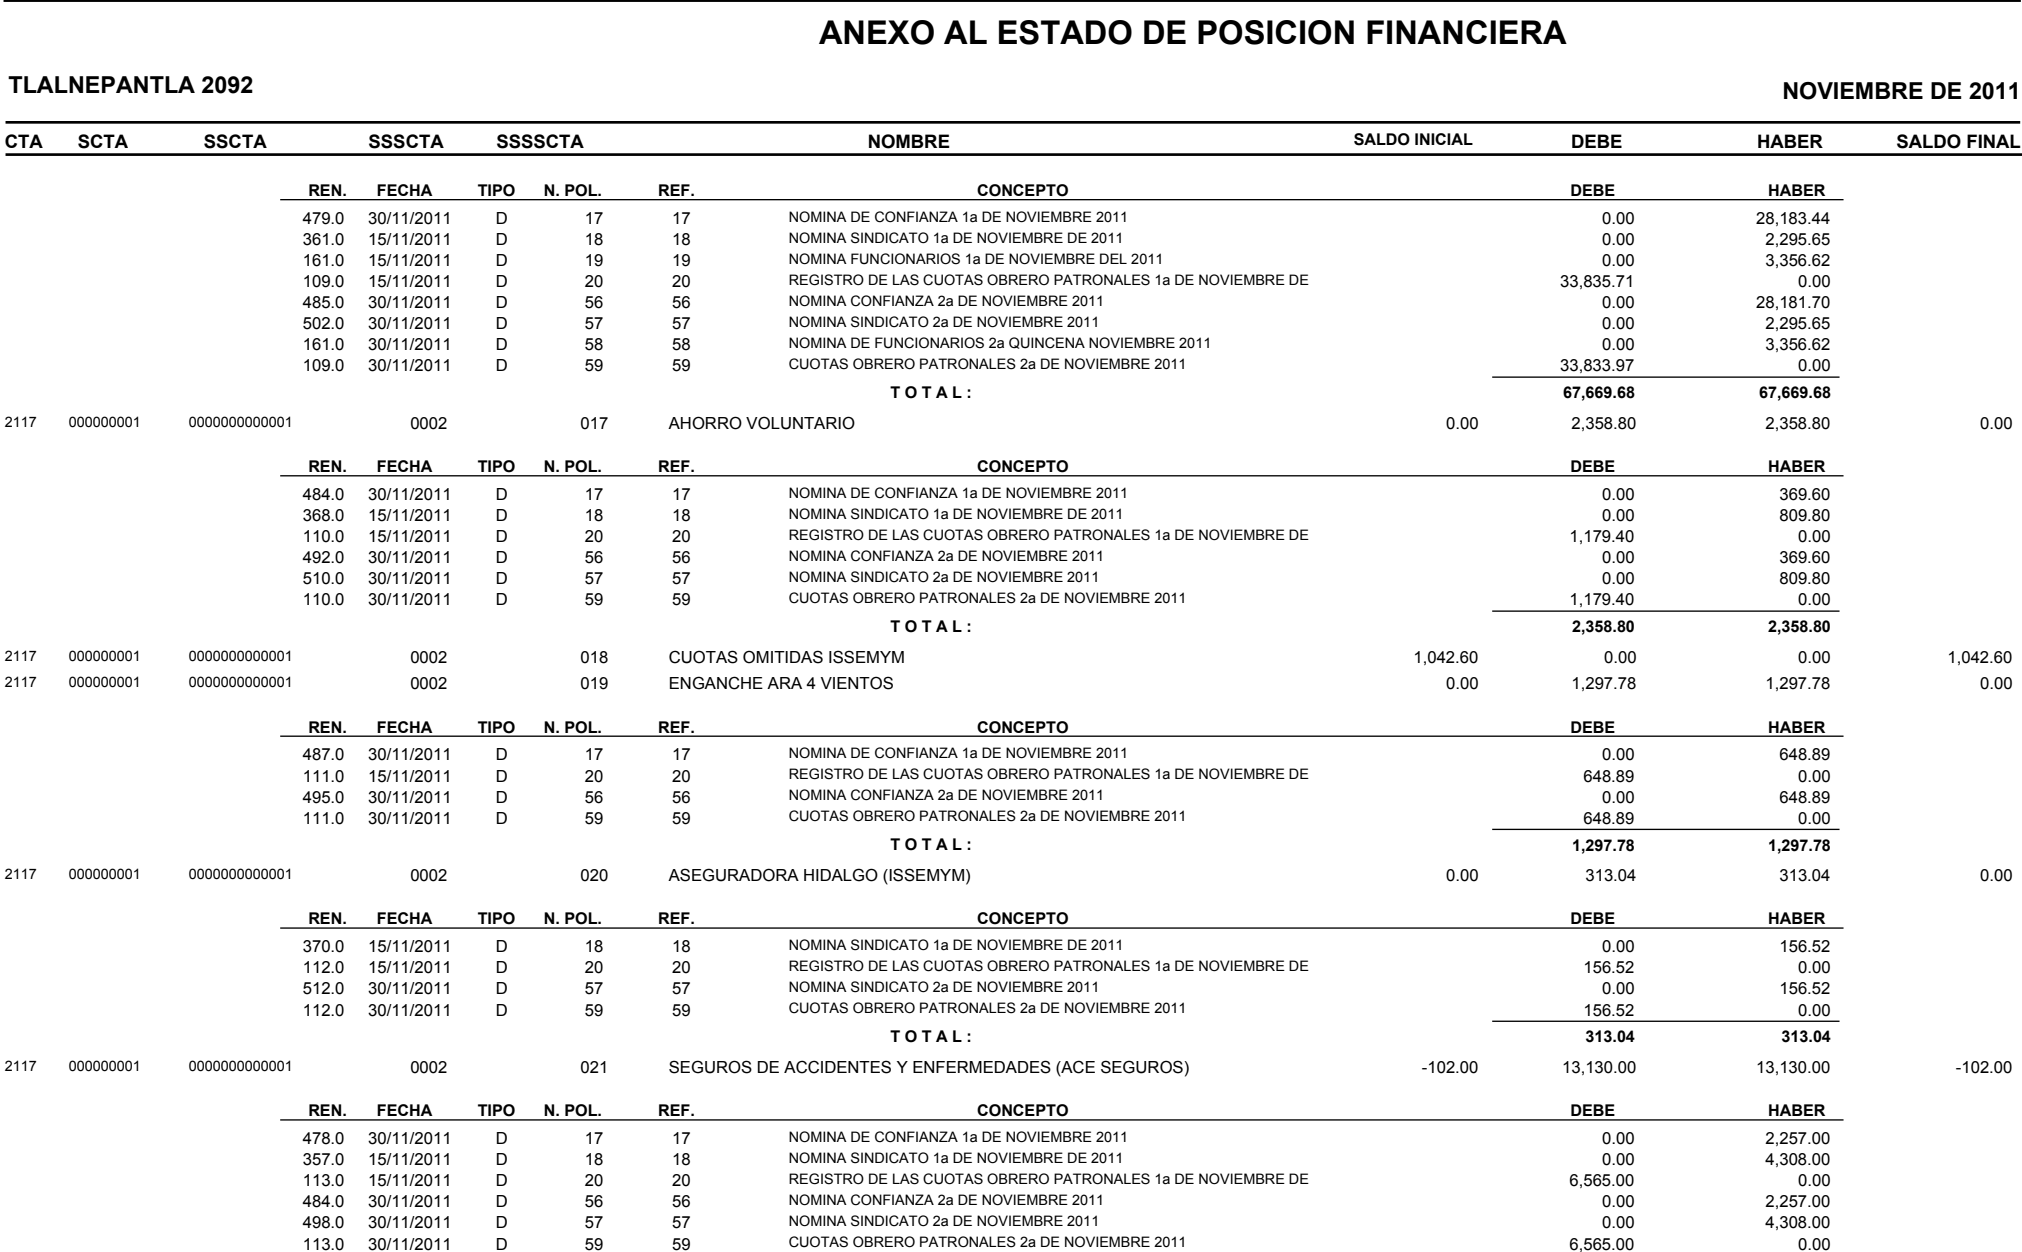 ANEXO AL ESTADO DE POSICION FINANCIERA
TLALNEPANTLA 2092
NOVIEMBRE DE 2011
CTA SCTA SSCTA SSSCTA SSSSCTA NOMBRE SALDO INICIAL DEBE HABER SALDO FINAL
REN. FECHA TIPO N. POL. REF. CONCEPTO DEBE HABER
479.0 30/11/2011 D 17 17 NOMINA DE CONFIANZA 1a DE NOVIEMBRE 2011 0.00 28,183.44
361.0 15/11/2011 D 18 18 NOMINA SINDICATO 1a DE NOVIEMBRE DE 2011 0.00 2,295.65
161.0 15/11/2011 D 19 19 NOMINA FUNCIONARIOS 1a DE NOVIEMBRE DEL 2011 0.00 3,356.62
109.0 15/11/2011 D 20 20 REGISTRO DE LAS CUOTAS OBRERO PATRONALES 1a DE NOVIEMBRE DE 33,835.71 0.00
485.0 30/11/2011 D 56 56 NOMINA CONFIANZA 2a DE NOVIEMBRE 2011 0.00 28,181.70
502.0 30/11/2011 D 57 57 NOMINA SINDICATO 2a DE NOVIEMBRE 2011 0.00 2,295.65
161.0 30/11/2011 D 58 58 NOMINA DE FUNCIONARIOS 2a QUINCENA NOVIEMBRE 2011 0.00 3,356.62
109.0 30/11/2011 D 59 59 CUOTAS OBRERO PATRONALES 2a DE NOVIEMBRE 2011 33,833.97 0.00
T O T A L : 67,669.68 67,669.68
2117 000000001 0000000000001 0002 017 AHORRO VOLUNTARIO 0.00 2,358.80 2,358.80 0.00
REN. FECHA TIPO N. POL. REF. CONCEPTO DEBE HABER
484.0 30/11/2011 D 17 17 NOMINA DE CONFIANZA 1a DE NOVIEMBRE 2011 0.00 369.60
368.0 15/11/2011 D 18 18 NOMINA SINDICATO 1a DE NOVIEMBRE DE 2011 0.00 809.80
110.0 15/11/2011 D 20 20 REGISTRO DE LAS CUOTAS OBRERO PATRONALES 1a DE NOVIEMBRE DE 1,179.40 0.00
492.0 30/11/2011 D 56 56 NOMINA CONFIANZA 2a DE NOVIEMBRE 2011 0.00 369.60
510.0 30/11/2011 D 57 57 NOMINA SINDICATO 2a DE NOVIEMBRE 2011 0.00 809.80
110.0 30/11/2011 D 59 59 CUOTAS OBRERO PATRONALES 2a DE NOVIEMBRE 2011 1,179.40 0.00
T O T A L : 2,358.80 2,358.80
2117 000000001 0000000000001 0002 018 CUOTAS OMITIDAS ISSEMYM 1,042.60 0.00 0.00 1,042.60
2117 000000001 0000000000001 0002 019 ENGANCHE ARA 4 VIENTOS 0.00 1,297.78 1,297.78 0.00
REN. FECHA TIPO N. POL. REF. CONCEPTO DEBE HABER
487.0 30/11/2011 D 17 17 NOMINA DE CONFIANZA 1a DE NOVIEMBRE 2011 0.00 648.89
111.0 15/11/2011 D 20 20 REGISTRO DE LAS CUOTAS OBRERO PATRONALES 1a DE NOVIEMBRE DE 648.89 0.00
495.0 30/11/2011 D 56 56 NOMINA CONFIANZA 2a DE NOVIEMBRE 2011 0.00 648.89
111.0 30/11/2011 D 59 59 CUOTAS OBRERO PATRONALES 2a DE NOVIEMBRE 2011 648.89 0.00
T O T A L : 1,297.78 1,297.78
2117 000000001 0000000000001 0002 020 ASEGURADORA HIDALGO (ISSEMYM) 0.00 313.04 313.04 0.00
REN. FECHA TIPO N. POL. REF. CONCEPTO DEBE HABER
370.0 15/11/2011 D 18 18 NOMINA SINDICATO 1a DE NOVIEMBRE DE 2011 0.00 156.52
112.0 15/11/2011 D 20 20 REGISTRO DE LAS CUOTAS OBRERO PATRONALES 1a DE NOVIEMBRE DE 156.52 0.00
512.0 30/11/2011 D 57 57 NOMINA SINDICATO 2a DE NOVIEMBRE 2011 0.00 156.52
112.0 30/11/2011 D 59 59 CUOTAS OBRERO PATRONALES 2a DE NOVIEMBRE 2011 156.52 0.00
T O T A L : 313.04 313.04
2117 000000001 0000000000001 0002 021 SEGUROS DE ACCIDENTES Y ENFERMEDADES (ACE SEGUROS) -102.00 13,130.00 13,130.00 -102.00
REN. FECHA TIPO N. POL. REF. CONCEPTO DEBE HABER
478.0 30/11/2011 D 17 17 NOMINA DE CONFIANZA 1a DE NOVIEMBRE 2011 0.00 2,257.00
357.0 15/11/2011 D 18 18 NOMINA SINDICATO 1a DE NOVIEMBRE DE 2011 0.00 4,308.00
113.0 15/11/2011 D 20 20 REGISTRO DE LAS CUOTAS OBRERO PATRONALES 1a DE NOVIEMBRE DE 6,565.00 0.00
484.0 30/11/2011 D 56 56 NOMINA CONFIANZA 2a DE NOVIEMBRE 2011 0.00 2,257.00
498.0 30/11/2011 D 57 57 NOMINA SINDICATO 2a DE NOVIEMBRE 2011 0.00 4,308.00
113.0 30/11/2011 D 59 59 CUOTAS OBRERO PATRONALES 2a DE NOVIEMBRE 2011 6,565.00 0.00